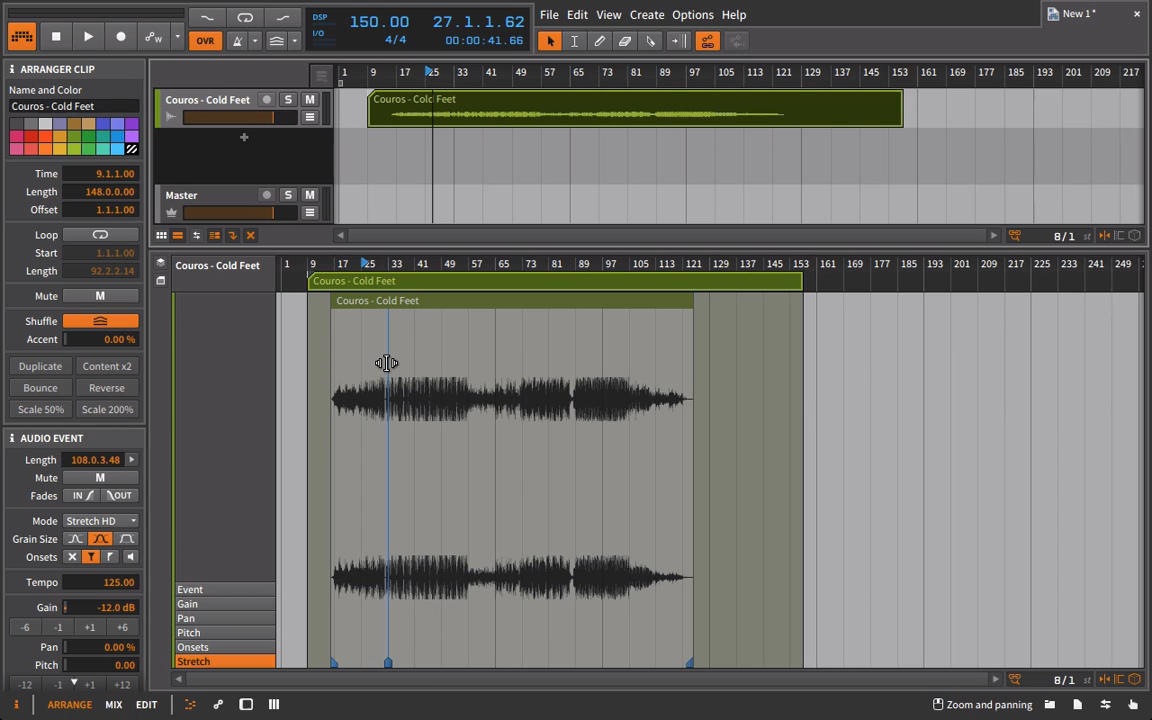 OVR
DSP
I/O
150.00
4/4
27.1.1.62
00:00:41.66
File Edit View Create Options Help
New 1*
ARRANGER CLIP
Name and Color
Couros - Cold Feet
Time 9.1.1.00
Length 148.0.0.00
Offset 1.1.1.00
Loop
Start 1.1.1.00
Length 92.2.2.14
Mute M
Shuffle
Accent 0.00 %
Duplicate Content x2
Bounce Reverse
Scale 50% Scale 200%
AUDIO EVENT
Length 108.0.3.48
Mute M
Fades IN OUT
Mode Stretch HD
Grain Size
Onsets
Tempo 125.00
Gain -12.0 dB
-6 -1 +1 +6
Pan 0.00 %
Pitch 0.00
-12 -1 +1 +12
1 9 17 25 33 41 49 57 65 73 81 89 97 105 113 121 129 137 145 153 161 169 177 185 193 201 209 217
Couros - Cold Feet S M
Couros - Cold Feet
Master S M
8/1 st
Couros - Cold Feet
1 9 17 25 33 41 49 57 65 73 81 89 97 105 113 121 129 137 145 153 161 169 177 185 193 201 209 217 225 233 241 249
Couros - Cold Feet
Couros - Cold Feet
Event
Gain
Pan
Pitch
Onsets
Stretch
8/1 st
ARRANGE MIX EDIT
Zoom and panning